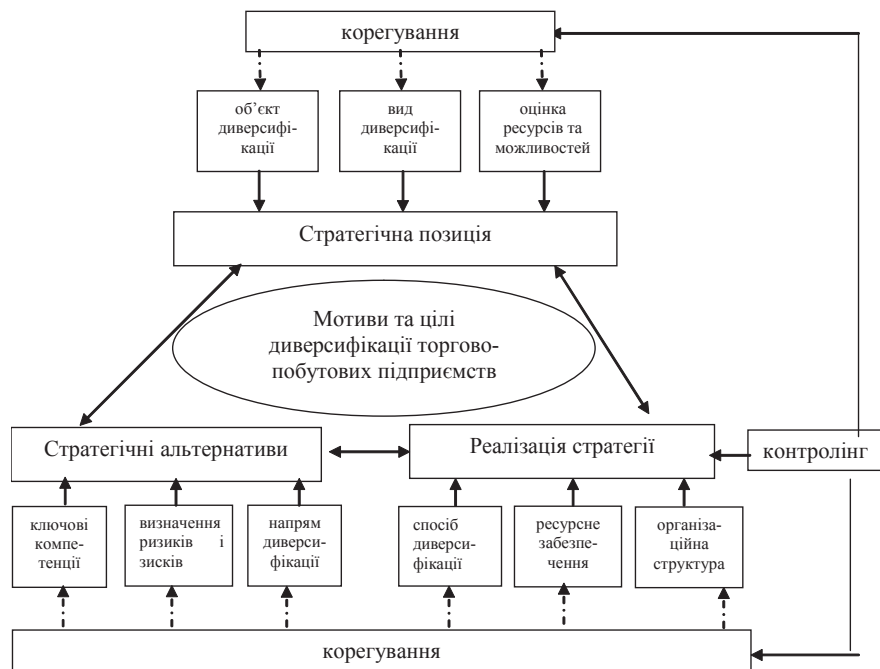 корегування
об’єкт
диверсифі-
кації
вид
диверсифі-
кації
оцінка
ресурсів та
можливостей
Стратегічна позиція
Мотиви та цілі
диверсифікації торгово-
побутових підприємств
Стратегічні альтернативи
Реалізація стратегії
контролінг
ключові
компе-
тенції
визначення
ризиків і
зисків
напрям
диверси-
фікації
спосіб
диверси-
фікації
ресурсне
забезпе-
чення
організа-
ційна
структура
корегування